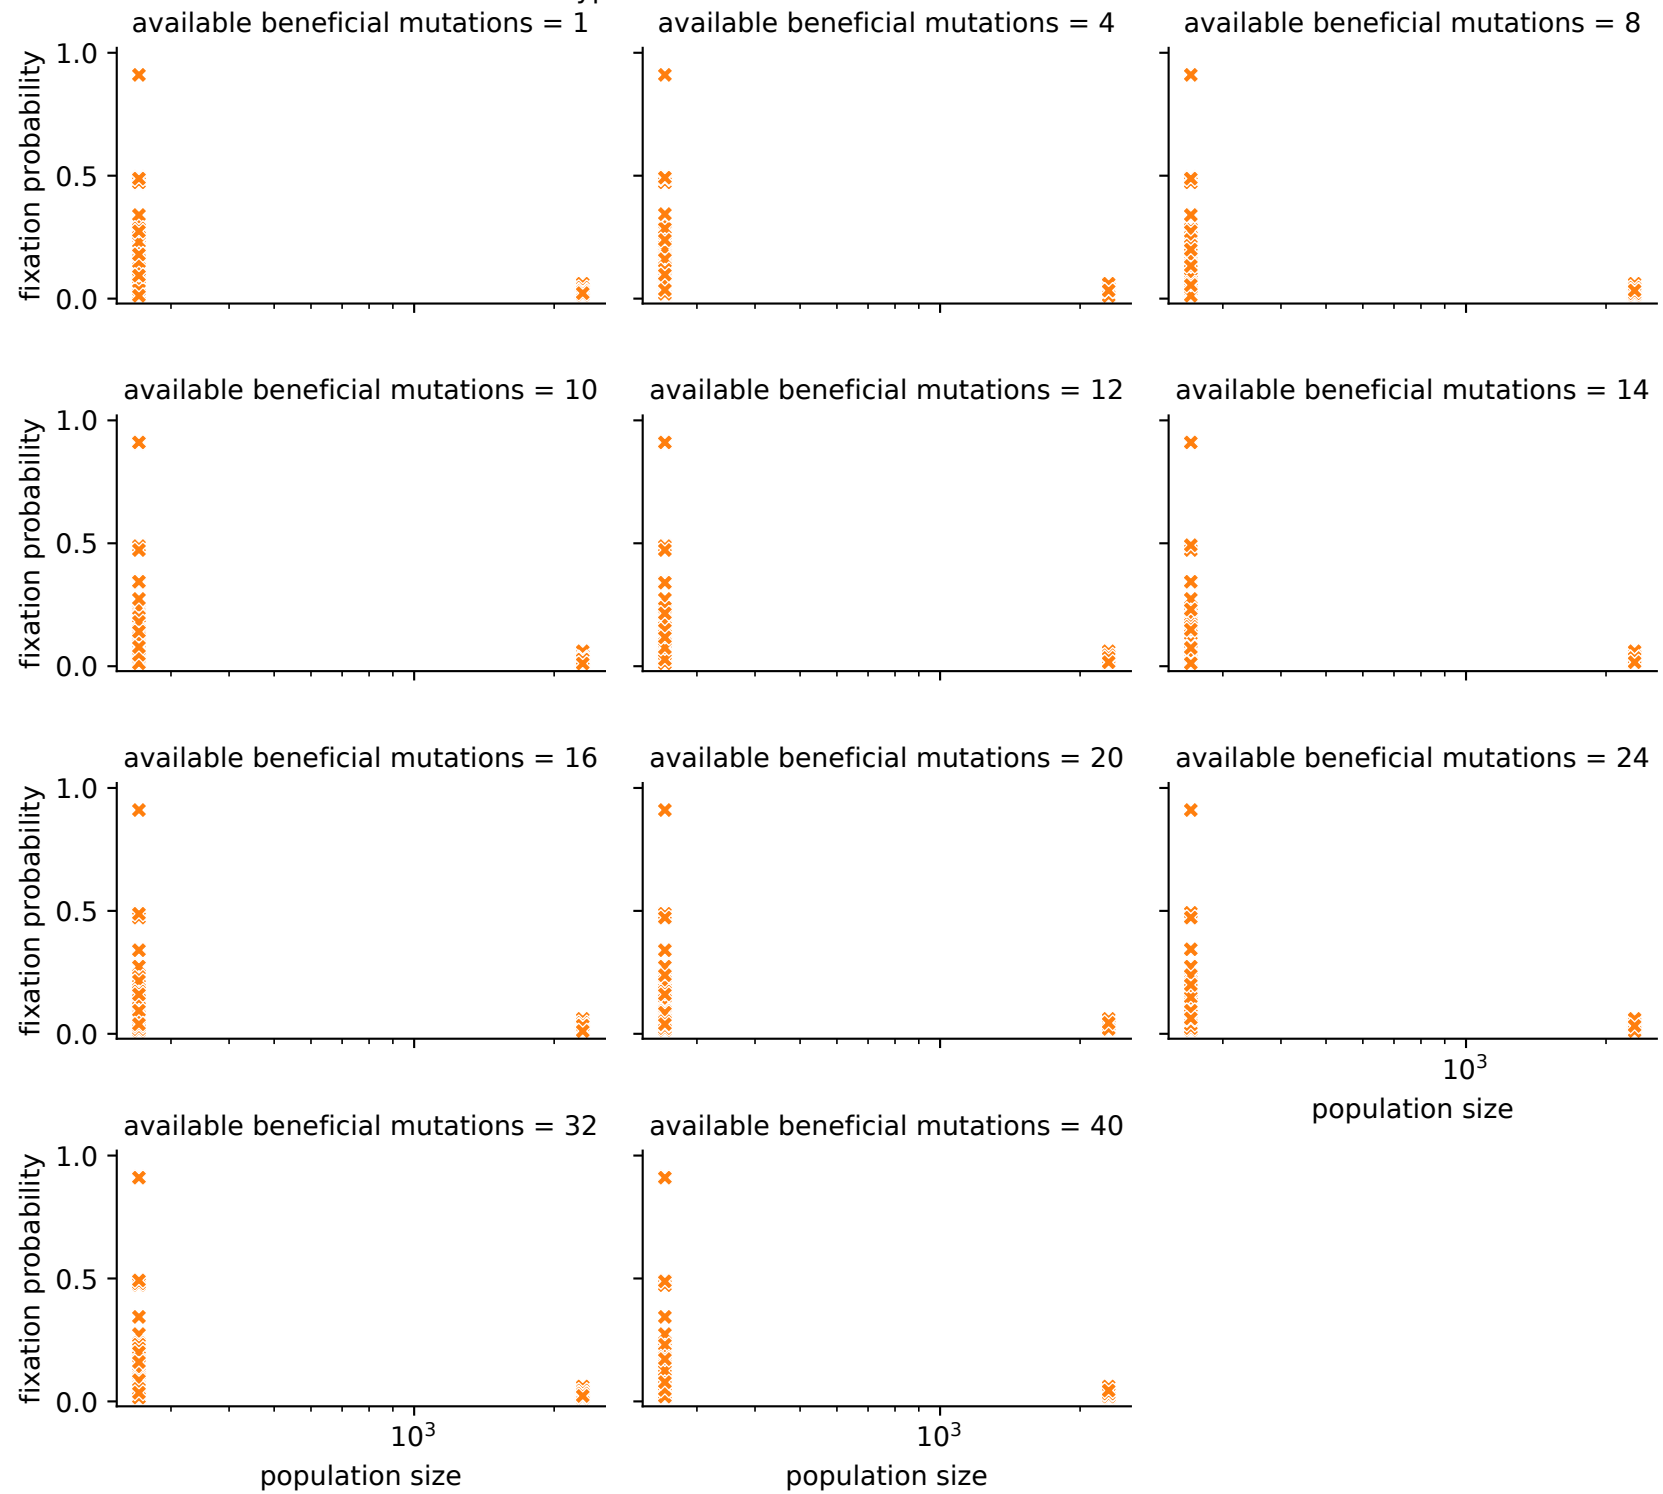 available beneficial mutations = 1
available beneficial mutations = 4
available beneficial mutations = 8
1.0
0.5
0.0
fixation probability
available beneficial mutations = 10
available beneficial mutations = 12
available beneficial mutations = 14
1.0
0.5
0.0
fixation probability
available beneficial mutations = 16
available beneficial mutations = 20
available beneficial mutations = 24
1.0
0.5
0.0
fixation probability
10³
population size
available beneficial mutations = 32
available beneficial mutations = 40
1.0
0.5
0.0
fixation probability
10³
10³
population size
population size